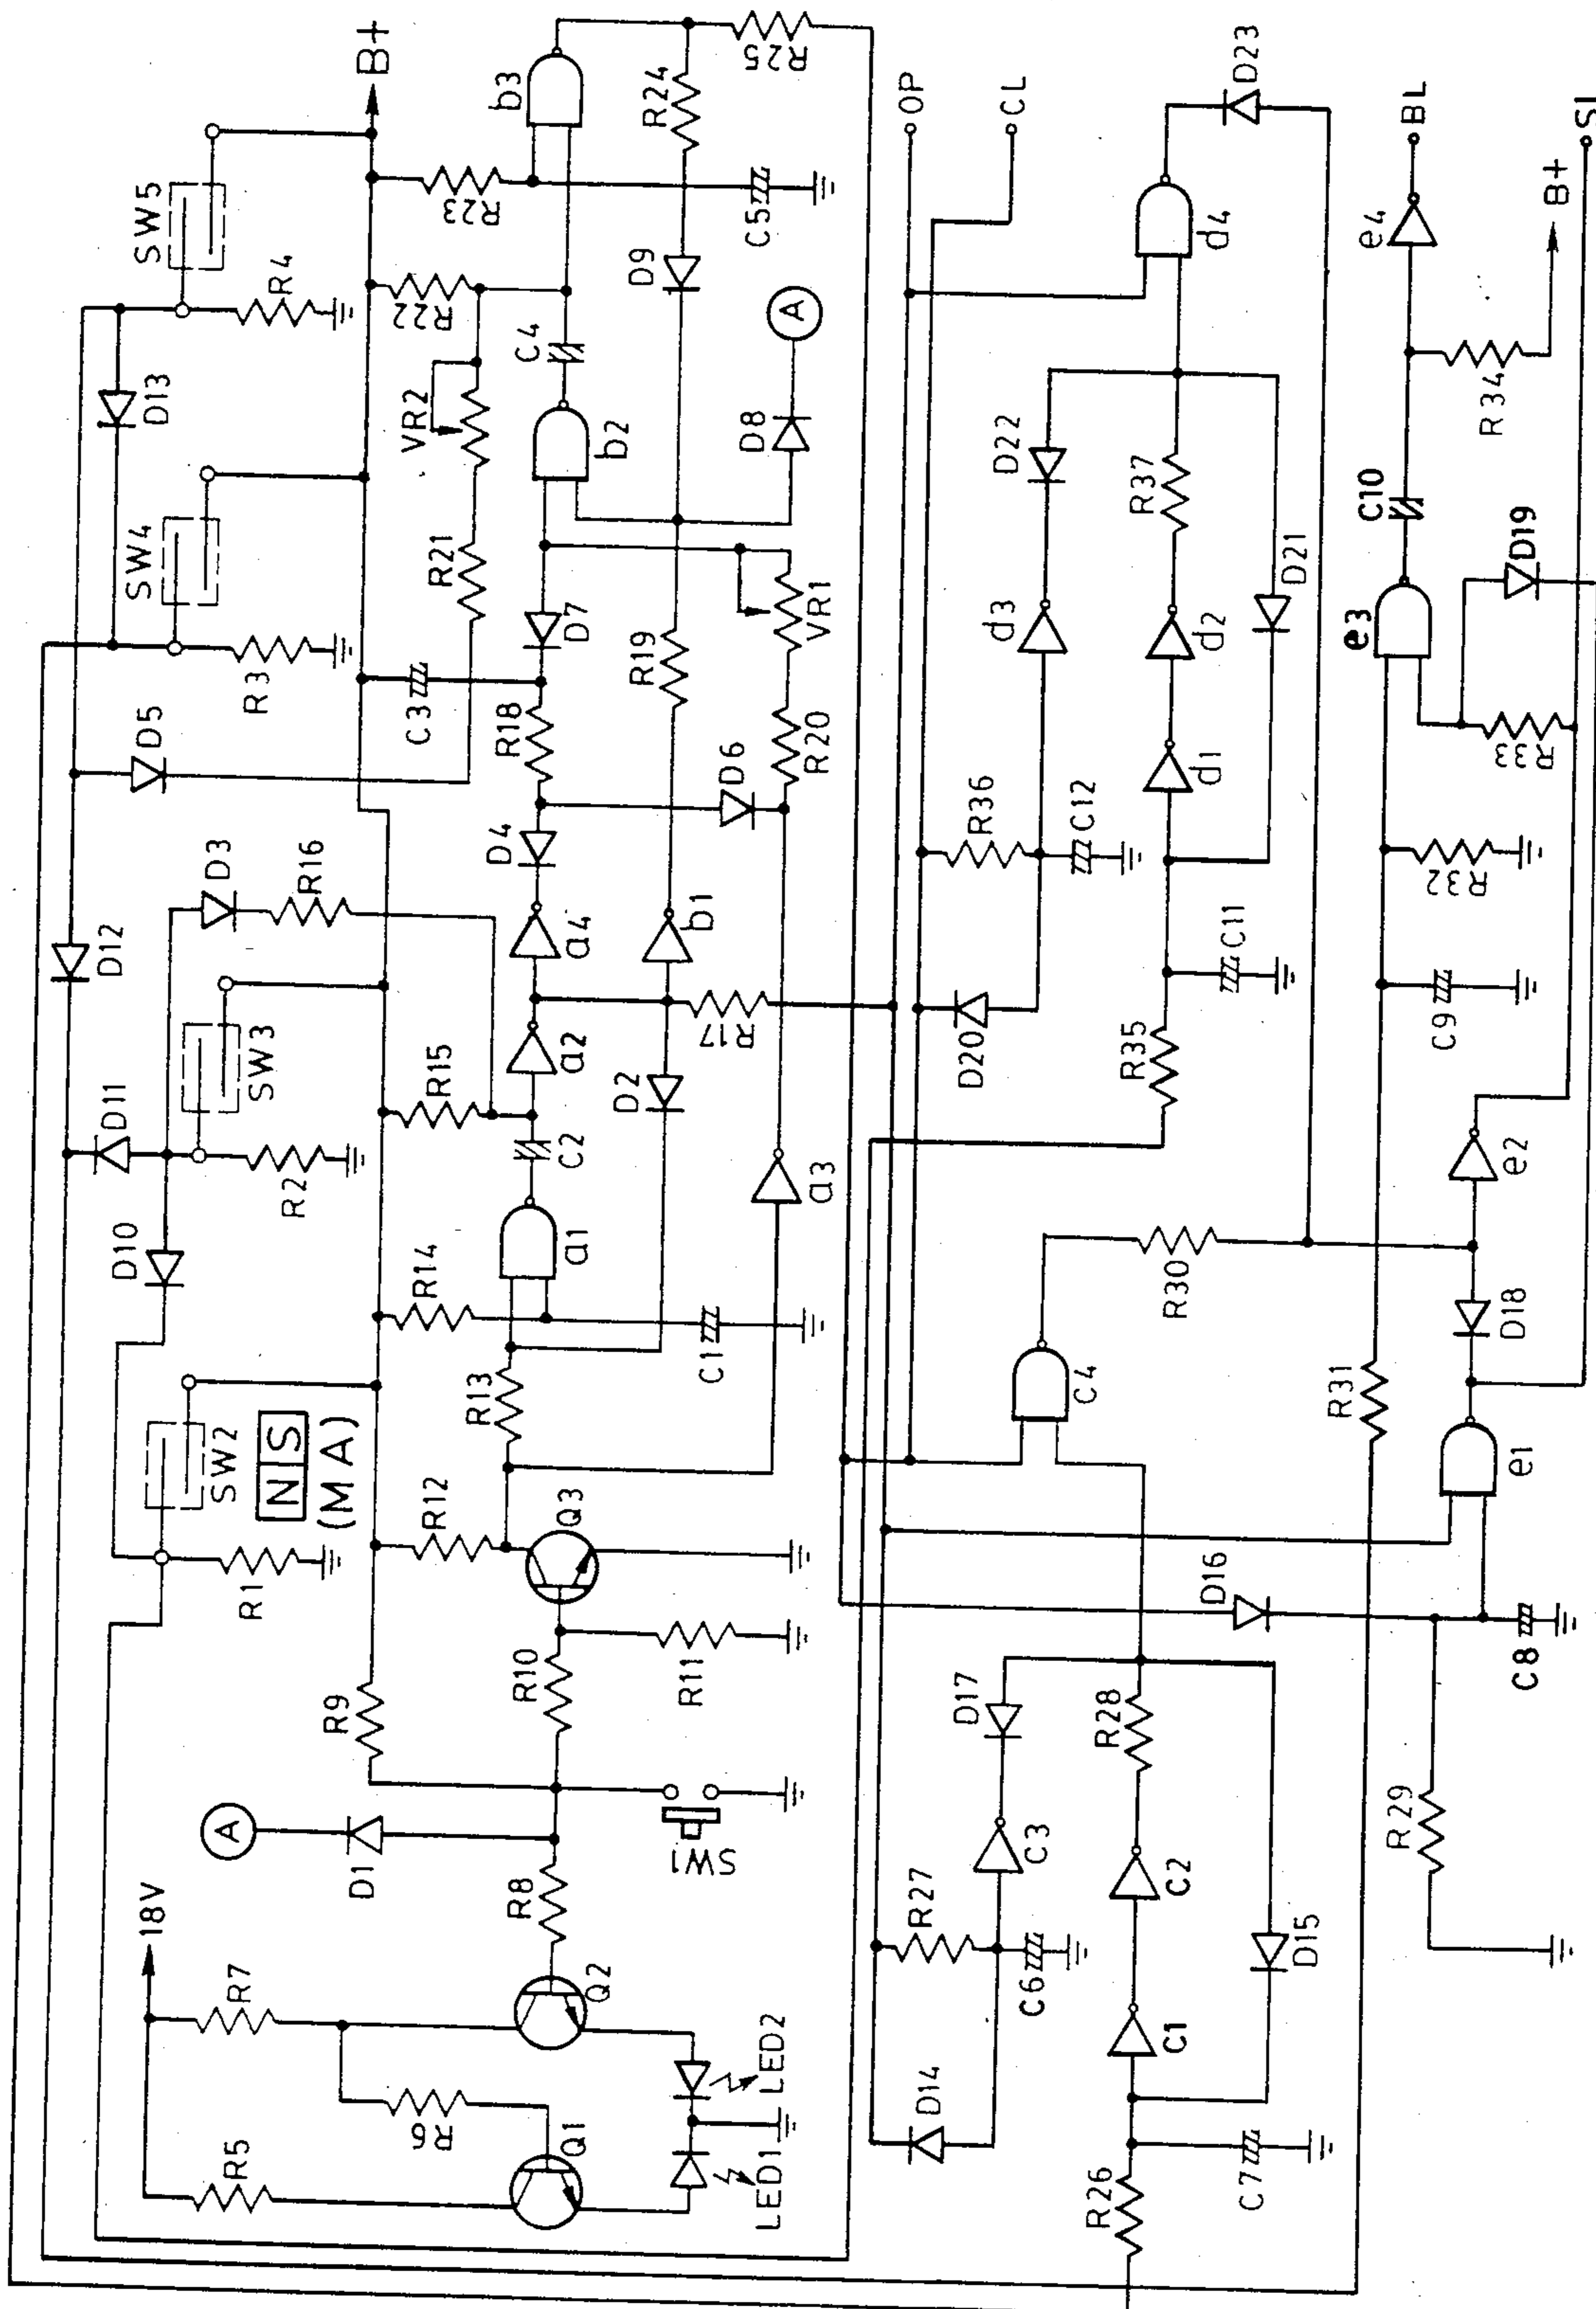 SW5
B+
D13
R4
SW4
R3
D5
D12
D3
R16
D11
SW3
R2
D10
SW2
N S
(MA)
R1
R23
b3
C5
R24
R25
R22
VR2
C4
b2
D9
D8
A
R21
C3
D7
R18
R19
VR1
R20
D6
D4
a4
b1
R15
a2
R17
D2
C2
a3
R14
a1
C1
R13
R12
Q3
R9
R10
R11
A
D1
SW1
R8
18V
R7
R5
R6
Q2
Q1
LED2
LED1
OP
CL
D23
d4
D22
R37
d3
d2
D21
R36
C12
d1
D20
C11
R35
BL
e4
B+
R34
C10
D19
e3
R33
R32
C9
SL
e2
R31
R30
D18
C4
e1
D16
C8
D17
R28
R29
C3
C2
R27
D15
C6
C1
D14
C7
R26